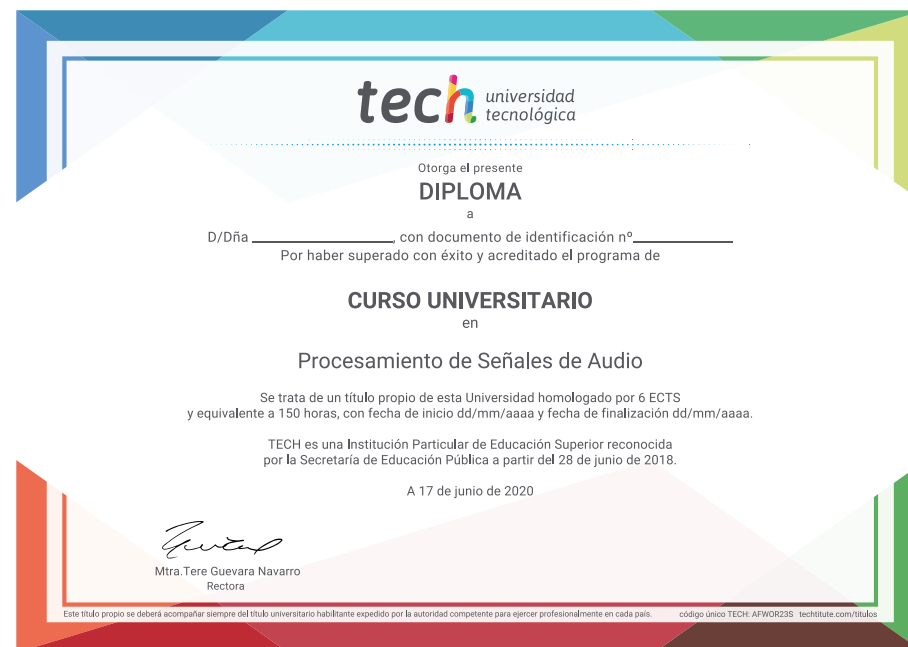 tech universidad
tecnológica
Otorga el presente
DIPLOMA
a
D/Dña ____________________, con documento de identificación nº______________
Por haber superado con éxito y acreditado el programa de
CURSO UNIVERSITARIO
en
Procesamiento de Señales de Audio
Se trata de un título propio de esta Universidad homologado por 6 ECTS
y equivalente a 150 horas, con fecha de inicio dd/mm/aaaa y fecha de finalización dd/mm/aaaa.
TECH es una Institución Particular de Educación Superior reconocida
por la Secretaría de Educación Pública a partir del 28 de junio de 2018.
A 17 de junio de 2020
Mtra.Tere Guevara Navarro
Rectora
Este título propio se deberá acompañar siempre del título universitario habilitante expedido por la autoridad competente para ejercer profesionalmente en cada país. código único TECH: AFWOR23S techtitute.com/titulos